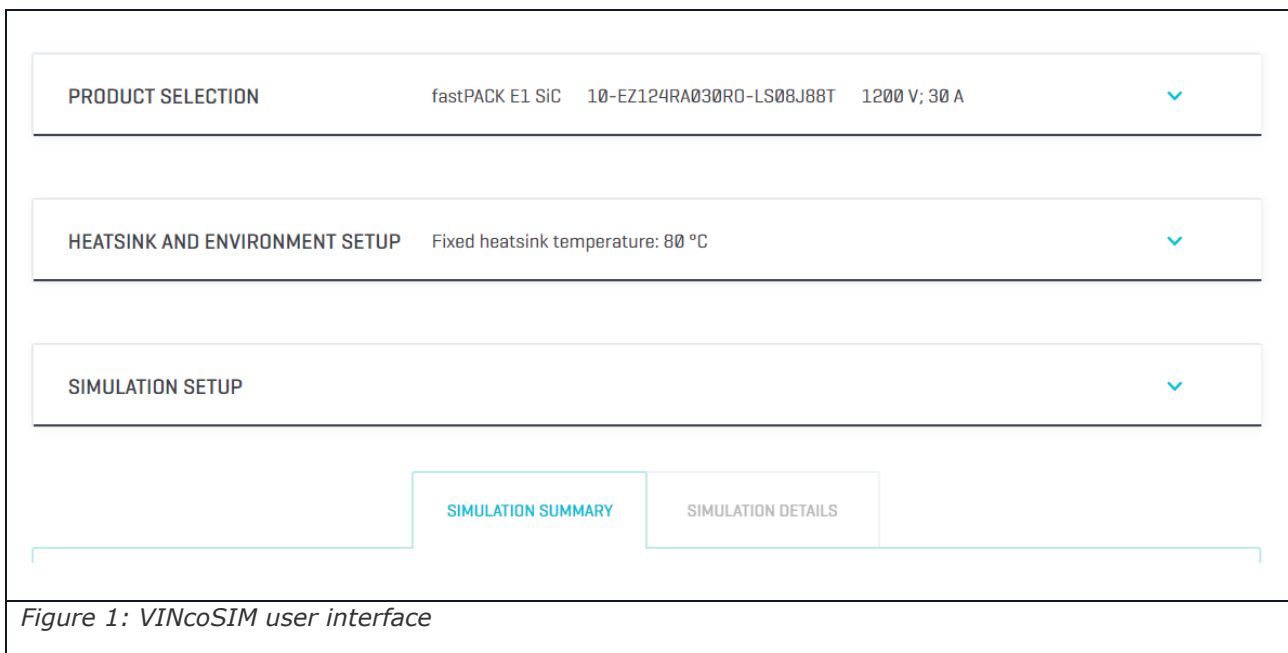 PRODUCT SELECTION fastPACK E1 SiC 10-EZ124RA030RO-LS08J88T 1200 V; 30 A
HEATSINK AND ENVIRONMENT SETUP Fixed heatsink temperature: 80 °C
SIMULATION SETUP
SIMULATION SUMMARY SIMULATION DETAILS
Figure 1: VINcoSIM user interface